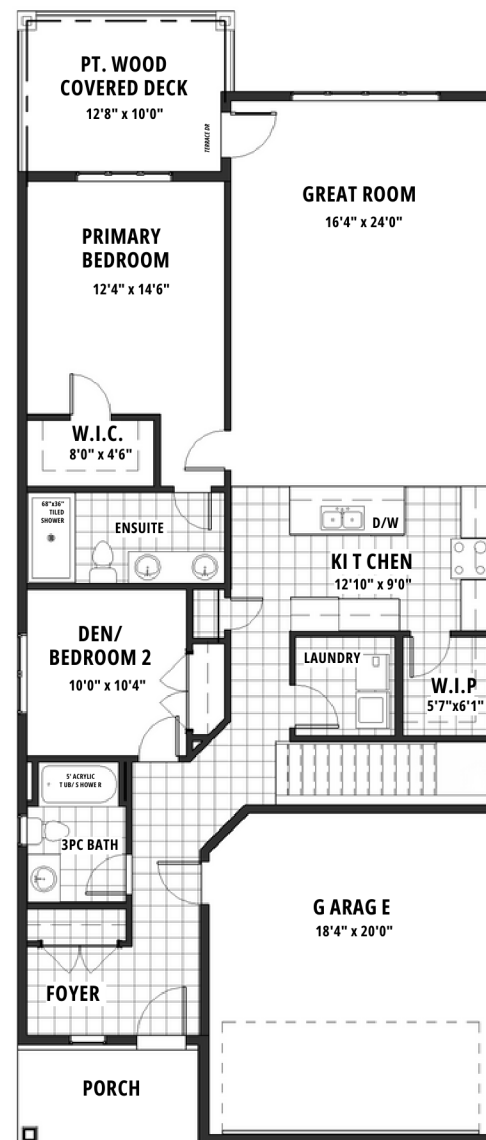 PT. WOOD
COVERED DECK
12'8" x 10'0"
TERRACE DR
GREAT ROOM
16'4" x 24'0"
PRIMARY
BEDROOM
12'4" x 14'6"
W.I.C.
8'0" x 4'6"
68"x36"
TILED
SHOWER
ENSUITE
D/W
KI T CHEN
12'10" x 9'0"
DEN/
BEDROOM 2
10'0" x 10'4"
LAUNDRY
W.I.P
5'7"x6'1"
5' ACRYLIC
T UB/ S HOWE R
3PC BATH
G ARAG E
18'4" x 20'0"
FOYER
PORCH